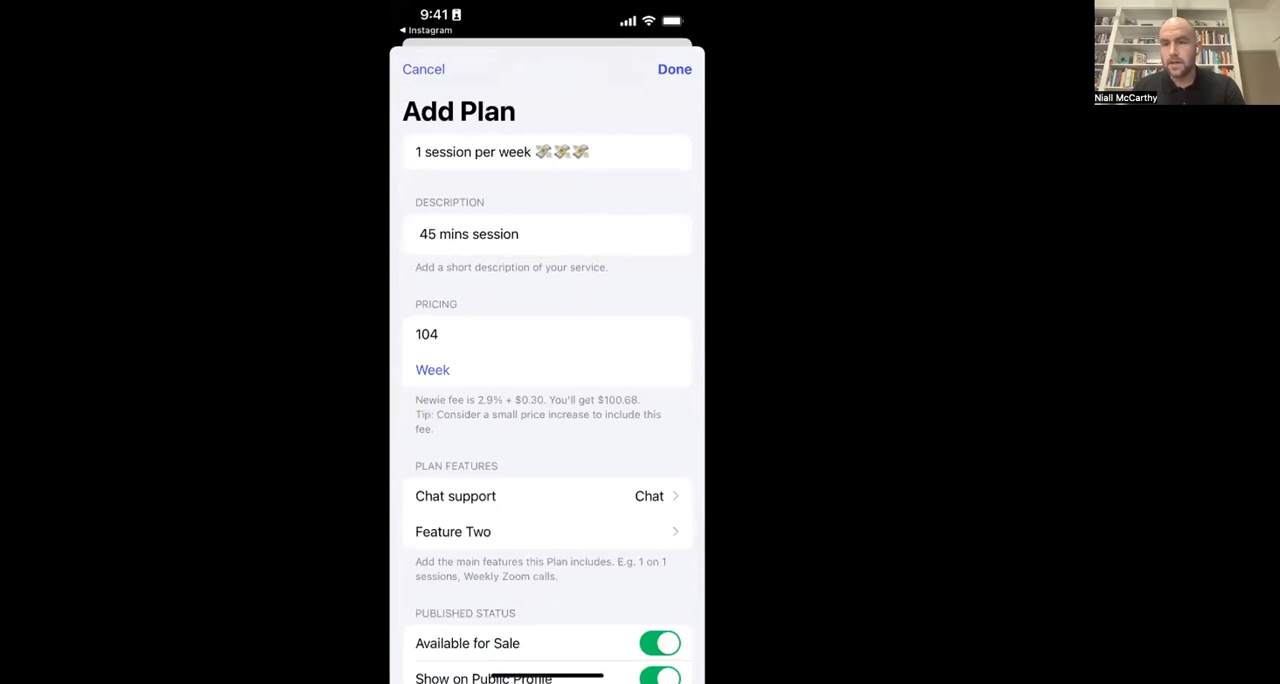 9:41
Instagram
Cancel
Done
Add Plan
1 session per week 💸💸💸
DESCRIPTION
45 mins session
Add a short description of your service.
PRICING
104
Week
Newie fee is 2.9% + $0.30. You'll get $100.68.
Tip: Consider a small price increase to include this
fee.
PLAN FEATURES
Chat support
Chat
Feature Two
Add the main features this Plan includes. E.g. 1 on 1
sessions, Weekly Zoom calls.
PUBLISHED STATUS
Available for Sale
Show on Public Profile
Niall McCarthy